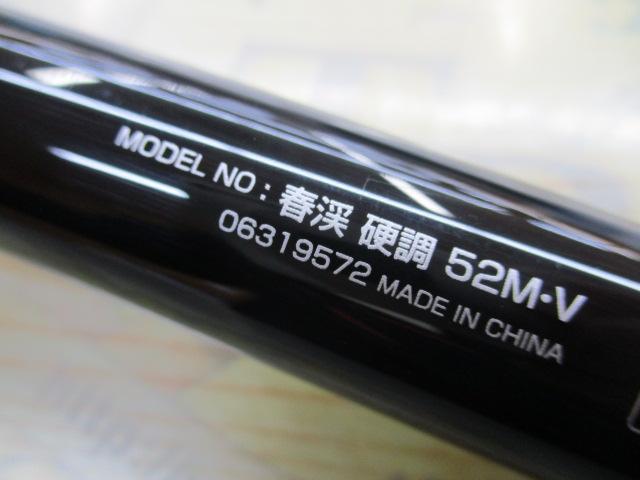 MODEL NO : 春渓 硬調 52M·V
06319572 MADE IN CHINA